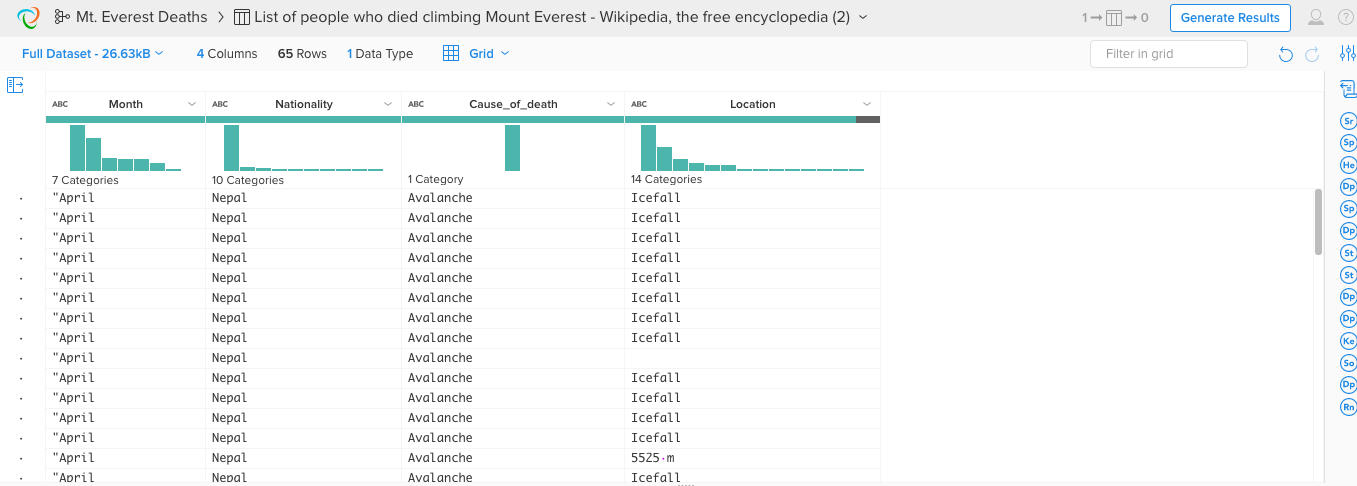 Mt. Everest Deaths > List of people who died climbing Mount Everest - Wikipedia, the free encyclopedia (2) 1 → → 0 Generate Results ?
Full Dataset - 26.63kB 4 Columns 65 Rows 1 Data Type Grid Filter in grid
ABC Month ABC Nationality ABC Cause_of_death ABC Location
7 Categories 10 Categories 1 Category 14 Categories
"April Nepal Avalanche Icefall
"April Nepal Avalanche Icefall
"April Nepal Avalanche Icefall
"April Nepal Avalanche Icefall
"April Nepal Avalanche Icefall
"April Nepal Avalanche Icefall
"April Nepal Avalanche Icefall
"April Nepal Avalanche Icefall
"April Nepal Avalanche
"April Nepal Avalanche Icefall
"April Nepal Avalanche Icefall
"April Nepal Avalanche Icefall
"April Nepal Avalanche Icefall
"April Nepal Avalanche 5525·m
"April Nepal Avalanche Icefall
Sr
Sp
He
Dp
Sp
Dp
St
St
Dp
Dp
Ke
So
Dp
Rn